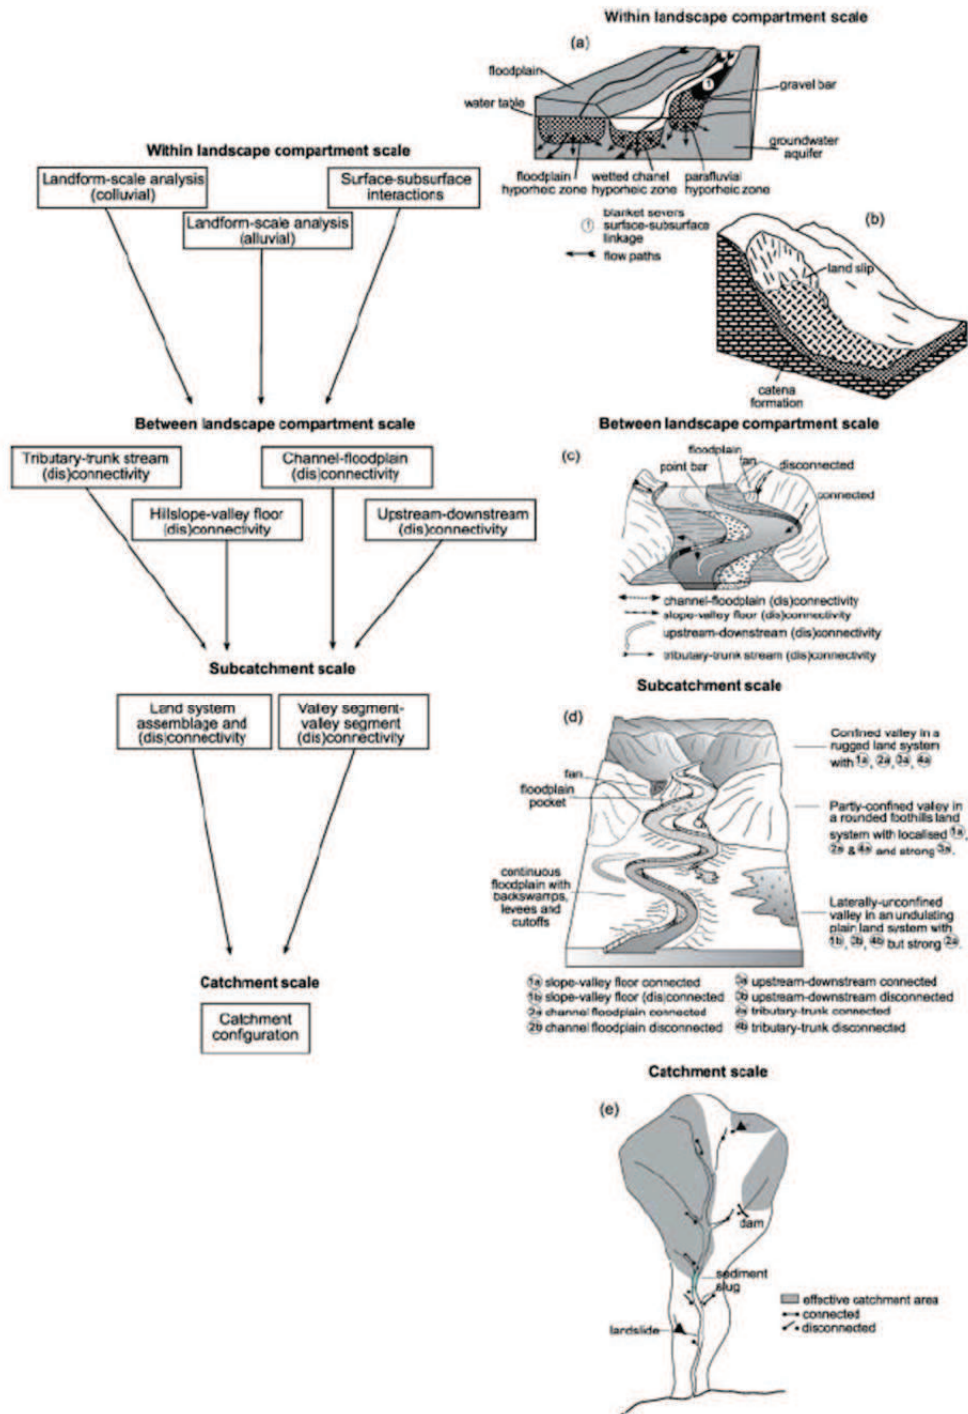 Within landscape compartment scale
Landform-scale analysis
(colluvial)
Surface-subsurface
interactions
Landform-scale analysis
(alluvial)
Between landscape compartment scale
Tributary-trunk stream
(dis)connectivity
Channel-floodplain
(dis)connectivity
Hillslope-valley floor
(dis)connectivity
Upstream-downstream
(dis)connectivity
Subcatchment scale
Land system
assemblage and
(dis)connectivity
Valley segment-
valley segment
(dis)connectivity
Catchment scale
Catchment
configuration
Within landscape compartment scale
(a)
floodplain
water table
gravel bar
groundwater
aquifer
floodplain
hyporheic zone
wetted chanel
hyporheic zone
parafluvial
hyporheic zone
1
1 blanket severs
surface-subsurface
linkage
flow paths
(b)
land slip
catena
formation
Between landscape compartment scale
(c)
floodplain
point bar
fan
disconnected
connected
channel-floodplain (dis)connectivity
slope-valley floor (dis)connectivity
upstream-downstream (dis)connectivity
tributary-trunk stream (dis)connectivity
Subcatchment scale
(d)
fan
floodplain
pocket
continuous
floodplain with
backswamps,
levees and
cutoffs
Confined valley in a
rugged land system
with 1a, 2a, 3a, 4a
Partly-confined valley in
a rounded foothills land
system with localised 1a,
2a & 4a and strong 3a.
Laterally-unconfined
valley in an undulating
plain land system with
1b, 3b, 4b but strong 2a.
1a slope-valley floor connected
1b slope-valley floor (dis)connected
2a channel floodplain connected
2b channel floodplain disconnected
3a upstream-downstream connected
3b upstream-downstream disconnected
4a tributary-trunk connected
4b tributary-trunk disconnected
Catchment scale
(e)
dam
sediment
slug
landslide
effective catchment area
connected
disconnected